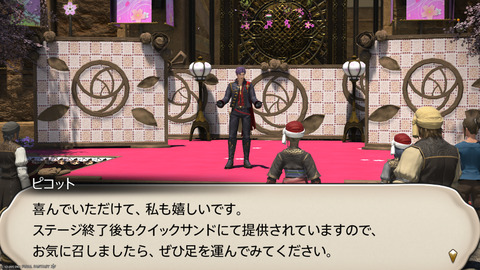 ピコット
喜んでいただけて、私も嬉しいです。
ステージ終了後もクイックサンドにて提供されていますので、
お気に召しましたら、ぜひ足を運んでみてください。